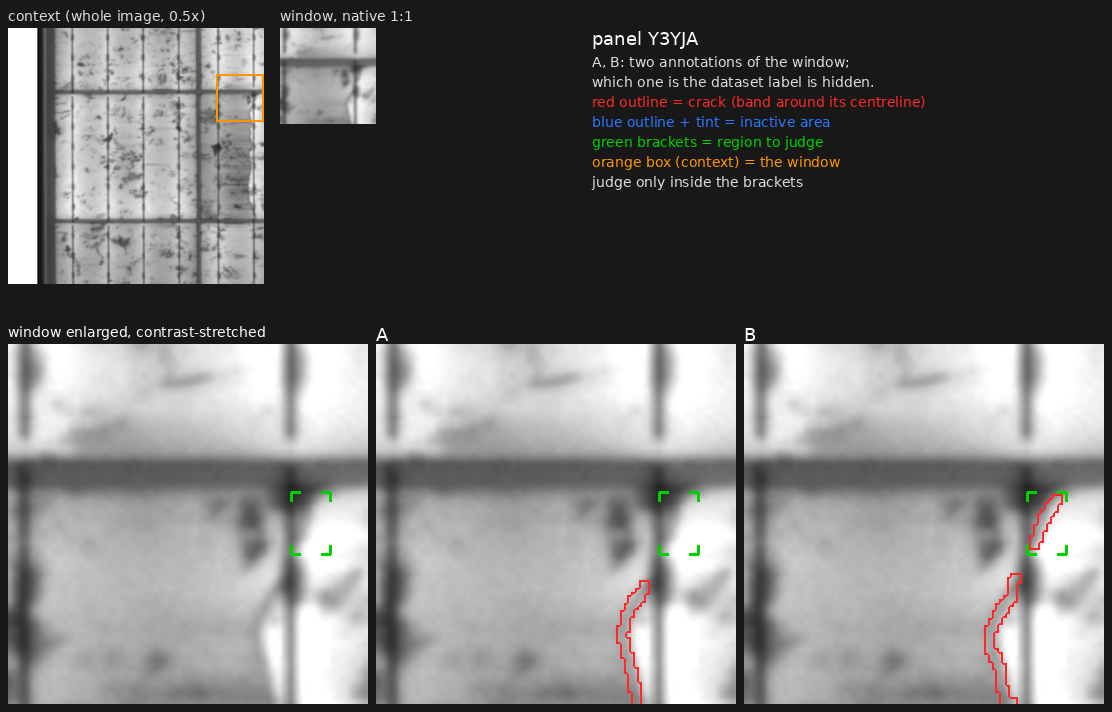 context (whole image, 0.5x)
window, native 1:1
panel Y3YJA
A, B: two annotations of the window;
which one is the dataset label is hidden.
red outline = crack (band around its centreline)
blue outline + tint = inactive area
green brackets = region to judge
orange box (context) = the window
judge only inside the brackets
window enlarged, contrast-stretched
A
B